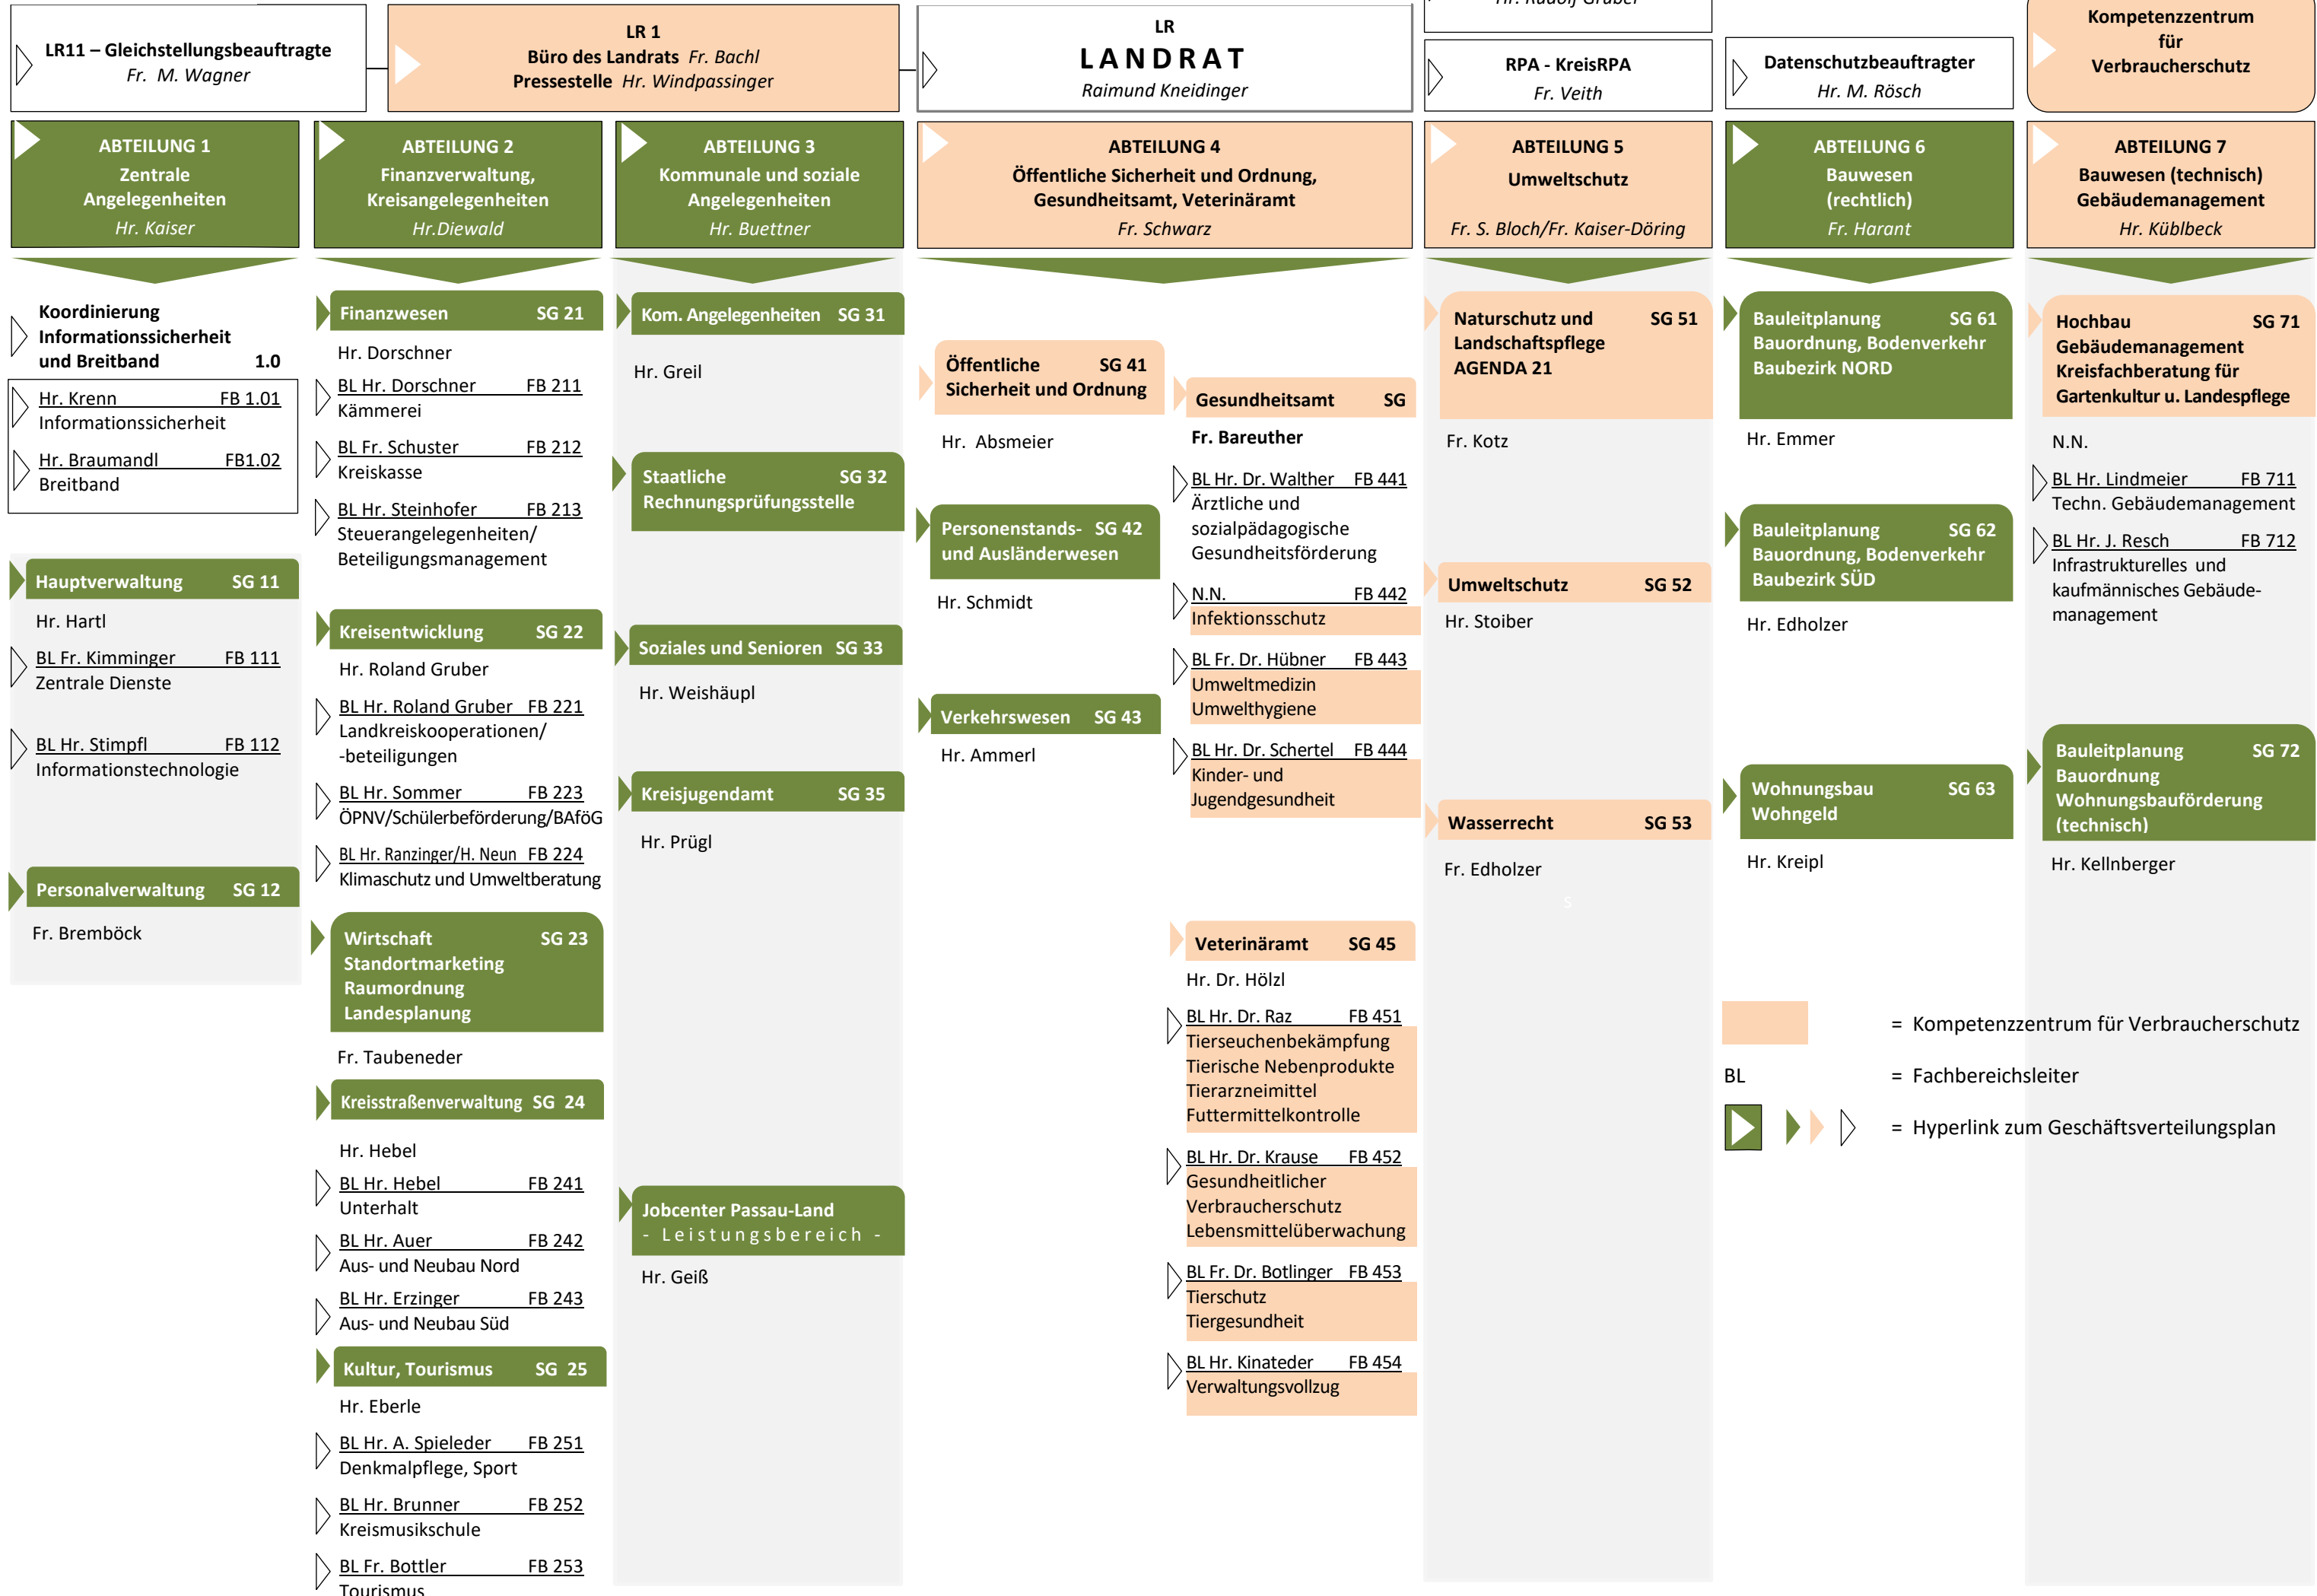 LR11 – Gleichstellungsbeauftragte
Fr. M. Wagner
LR 1
Büro des Landrats Fr. Bachl
Pressestelle Hr. Windpassinger
LR
LANDRAT
Raimund Kneidinger
Hr. Rudolf Gruber
RPA - KreisRPA
Fr. Veith
Datenschutzbeauftragter
Hr. M. Rösch
Kompetenzzentrum
für
Verbraucherschutz
ABTEILUNG 1
Zentrale
Angelegenheiten
Hr. Kaiser
ABTEILUNG 2
Finanzverwaltung,
Kreisangelegenheiten
Hr.Diewald
ABTEILUNG 3
Kommunale und soziale
Angelegenheiten
Hr. Buettner
ABTEILUNG 4
Öffentliche Sicherheit und Ordnung,
Gesundheitsamt, Veterinäramt
Fr. Schwarz
ABTEILUNG 5
Umweltschutz
Fr. S. Bloch/Fr. Kaiser-Döring
ABTEILUNG 6
Bauwesen
(rechtlich)
Fr. Harant
ABTEILUNG 7
Bauwesen (technisch)
Gebäudemanagement
Hr. Küblbeck
Koordinierung
Informationssicherheit
und Breitband 1.0
Hr. Krenn FB 1.01
Informationssicherheit
Hr. Braumandl FB1.02
Breitband
Hauptverwaltung SG 11
Hr. Hartl
BL Fr. Kimminger FB 111
Zentrale Dienste
BL Hr. Stimpfl FB 112
Informationstechnologie
Personalverwaltung SG 12
Fr. Bremböck
Finanzwesen SG 21
Hr. Dorschner
BL Hr. Dorschner FB 211
Kämmerei
BL Fr. Schuster FB 212
Kreiskasse
BL Hr. Steinhofer FB 213
Steuerangelegenheiten/
Beteiligungsmanagement
Kreisentwicklung SG 22
Hr. Roland Gruber
BL Hr. Roland Gruber FB 221
Landkreiskooperationen/
-beteiligungen
BL Hr. Sommer FB 223
ÖPNV/Schülerbeförderung/BAföG
BL Hr. Ranzinger/H. Neun FB 224
Klimaschutz und Umweltberatung
Wirtschaft SG 23
Standortmarketing
Raumordnung
Landesplanung
Fr. Taubeneder
Kreisstraßenverwaltung SG 24
Hr. Hebel
BL Hr. Hebel FB 241
Unterhalt
BL Hr. Auer FB 242
Aus- und Neubau Nord
BL Hr. Erzinger FB 243
Aus- und Neubau Süd
Kultur, Tourismus SG 25
Hr. Eberle
BL Hr. A. Spieleder FB 251
Denkmalpflege, Sport
BL Hr. Brunner FB 252
Kreismusikschule
BL Fr. Bottler FB 253
Tourismus
Kom. Angelegenheiten SG 31
Hr. Greil
Staatliche SG 32
Rechnungsprüfungsstelle
Soziales und Senioren SG 33
Hr. Weishäupl
Kreisjugendamt SG 35
Hr. Prügl
Jobcenter Passau-Land
- Leistungsbereich -
Hr. Geiß
Öffentliche SG 41
Sicherheit und Ordnung
Hr. Absmeier
Personenstands- SG 42
und Ausländerwesen
Hr. Schmidt
Verkehrswesen SG 43
Hr. Ammerl
Gesundheitsamt SG
Fr. Bareuther
BL Hr. Dr. Walther FB 441
Ärztliche und
sozialpädagogische
Gesundheitsförderung
N.N. FB 442
Infektionsschutz
BL Fr. Dr. Hübner FB 443
Umweltmedizin
Umwelthygiene
BL Hr. Dr. Schertel FB 444
Kinder- und
Jugendgesundheit
Veterinäramt SG 45
Hr. Dr. Hölzl
BL Hr. Dr. Raz FB 451
Tierseuchenbekämpfung
Tierische Nebenprodukte
Tierarzneimittel
Futtermittelkontrolle
BL Hr. Dr. Krause FB 452
Gesundheitlicher
Verbraucherschutz
Lebensmittelüberwachung
BL Fr. Dr. Botlinger FB 453
Tierschutz
Tiergesundheit
BL Hr. Kinateder FB 454
Verwaltungsvollzug
Naturschutz und SG 51
Landschaftspflege
AGENDA 21
Fr. Kotz
Umweltschutz SG 52
Hr. Stoiber
Wasserrecht SG 53
Fr. Edholzer
s
Bauleitplanung SG 61
Bauordnung, Bodenverkehr
Baubezirk NORD
Hr. Emmer
Bauleitplanung SG 62
Bauordnung, Bodenverkehr
Baubezirk SÜD
Hr. Edholzer
Wohnungsbau SG 63
Wohngeld
Hr. Kreipl
Hochbau SG 71
Gebäudemanagement
Kreisfachberatung für
Gartenkultur u. Landespflege
N.N.
BL Hr. Lindmeier FB 711
Techn. Gebäudemanagement
BL Hr. J. Resch FB 712
Infrastrukturelles und
kaufmännisches Gebäude-
management
Bauleitplanung SG 72
Bauordnung
Wohnungsbauförderung
(technisch)
Hr. Kellnberger
= Kompetenzzentrum für Verbraucherschutz
BL = Fachbereichsleiter
= Hyperlink zum Geschäftsverteilungsplan